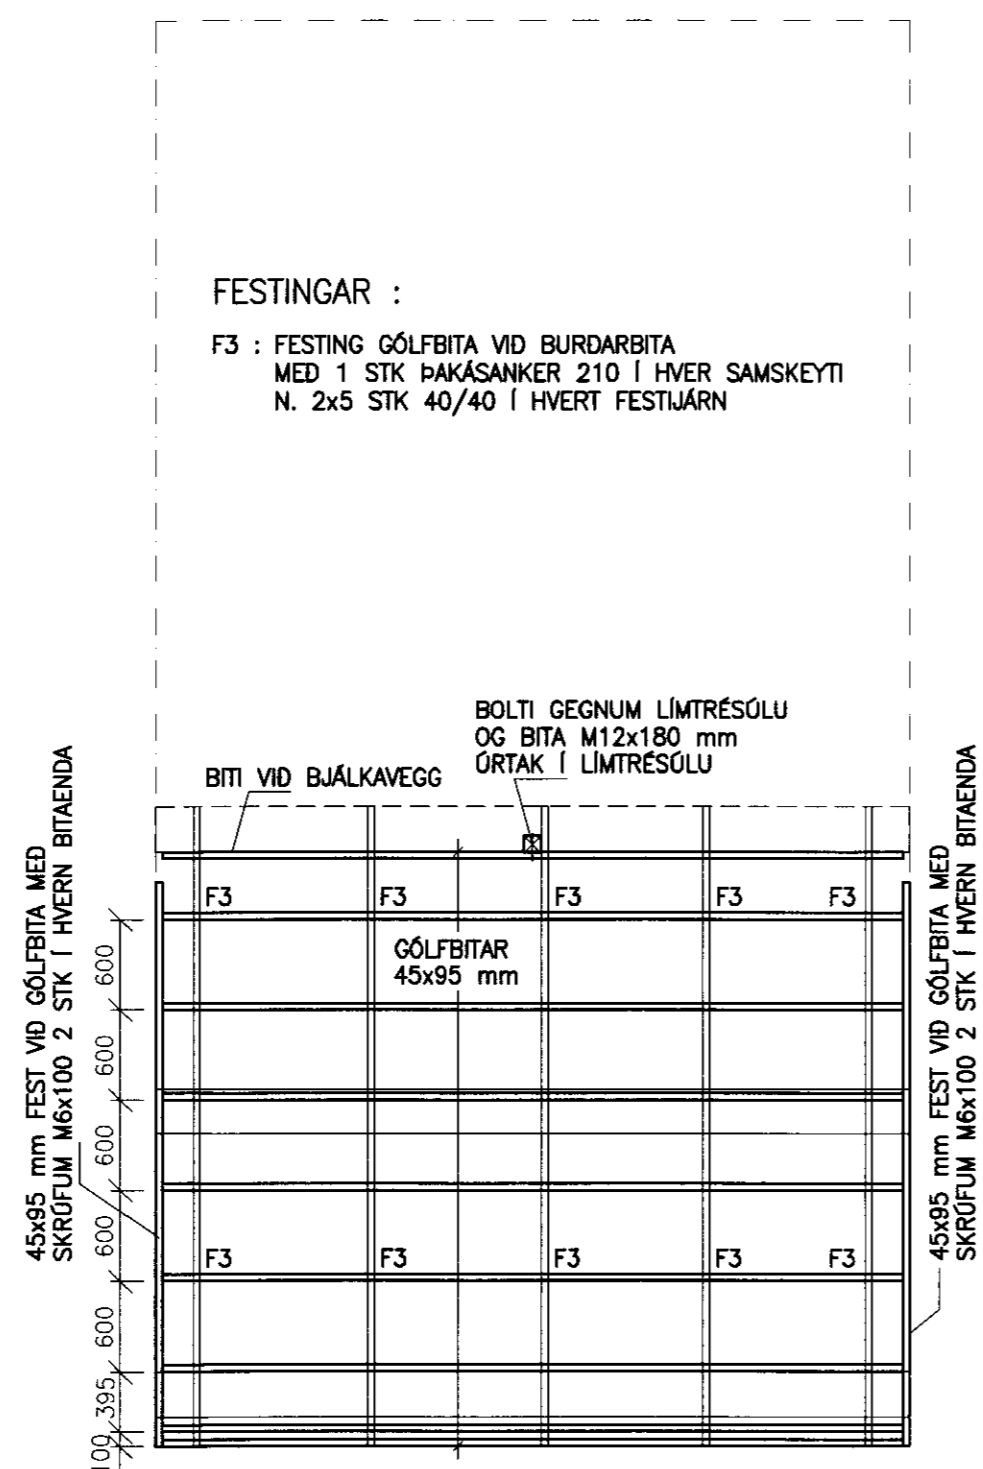 FESTINGAR :
F3 : FESTING GÓLFBITA VIÐ BURÐARBITA
MEÐ 1 STK ÞAKÁSANKER 210 Í HVER SAMSKEYTI
N. 2x5 STK 40/40 Í HVERT FESTIJÁRN
BOLTI GEGNUM LÍMTRÉSÚLU
OG BITA M12x180 mm
ÚRTAK Í LÍMTRÉSÚLU
BITI VIÐ BJÁLKAVEGG
F3 F3 F3 F3 F3
GÓLFBITAR
45x95 mm
F3 F3 F3 F3 F3
600
600
600
600
600
395
100
45x95 mm FEST VIÐ GÓLFBITA MEÐ
SKRÚFUM M6x100 2 STK Í HVERN BITAENDA
45x95 mm FEST VIÐ GÓLFBITA MEÐ
SKRÚFUM M6x100 2 STK Í HVERN BITAENDA